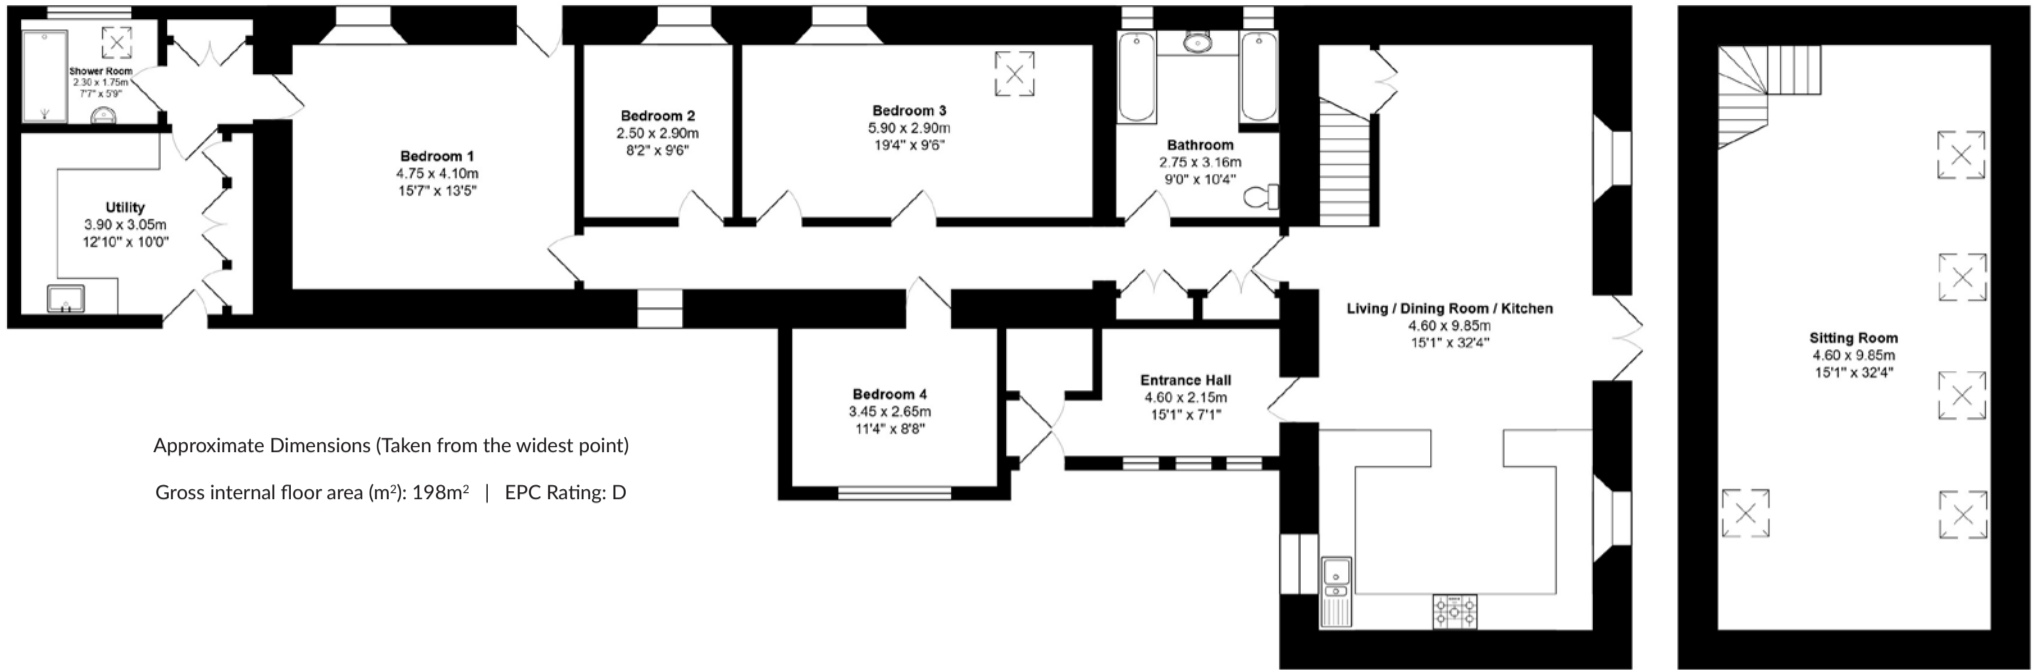 Shower Room
2.30 x 1.75m
7'7" x 5'9"
Utility
3.90 x 3.05m
12'10" x 10'0"
Bedroom 1
4.75 x 4.10m
15'7" x 13'5"
Bedroom 2
2.50 x 2.90m
8'2" x 9'6"
Bedroom 3
5.90 x 2.90m
19'4" x 9'6"
Bathroom
2.75 x 3.16m
9'0" x 10'4"
Living / Dining Room / Kitchen
4.60 x 9.85m
15'1" x 32'4"
Sitting Room
4.60 x 9.85m
15'1" x 32'4"
Bedroom 4
3.45 x 2.65m
11'4" x 8'8"
Entrance Hall
4.60 x 2.15m
15'1" x 7'1"
Approximate Dimensions (Taken from the widest point)
Gross internal floor area (m²): 198m² | EPC Rating: D